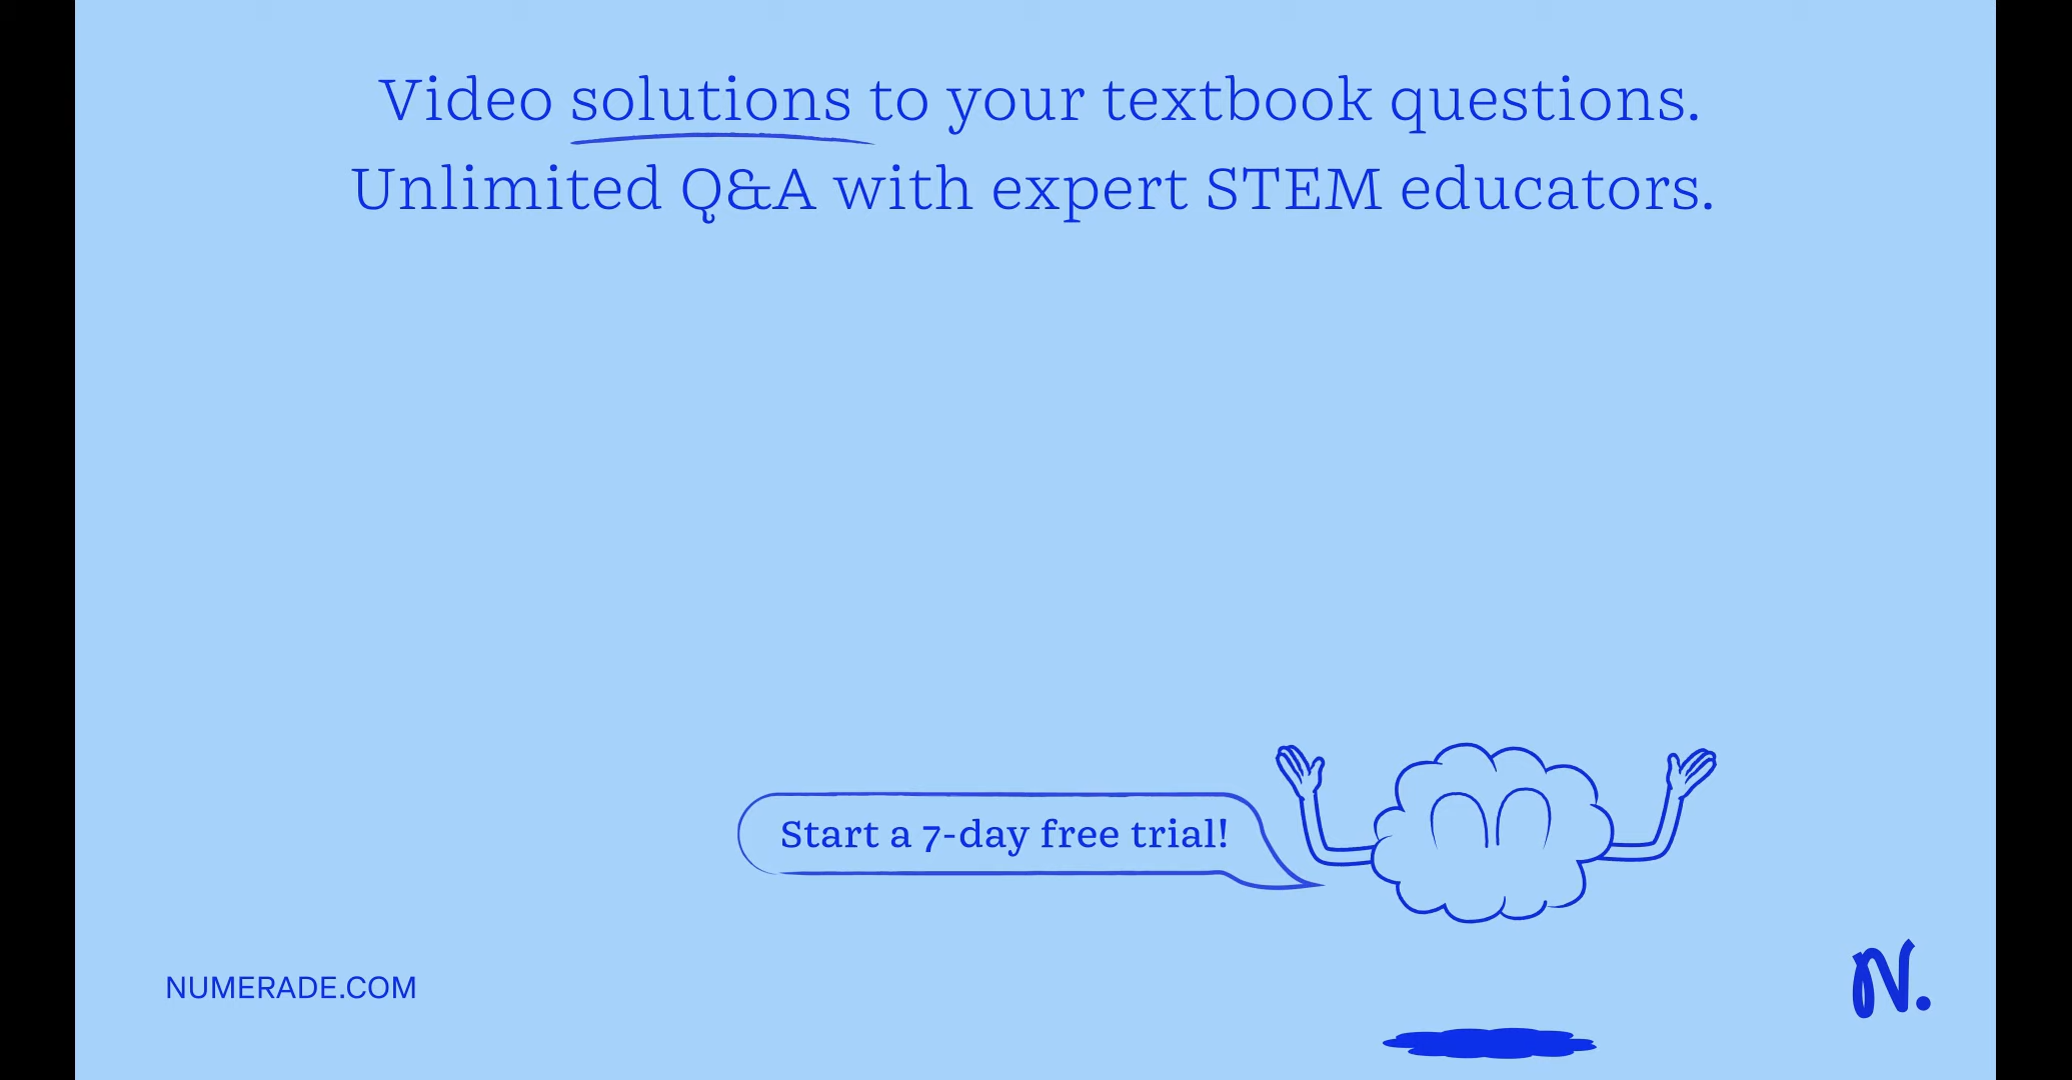 Video solutions to your textbook questions.
Unlimited Q&A with expert STEM educators.
Start a 7-day free trial!
NUMERADE.COM
N.